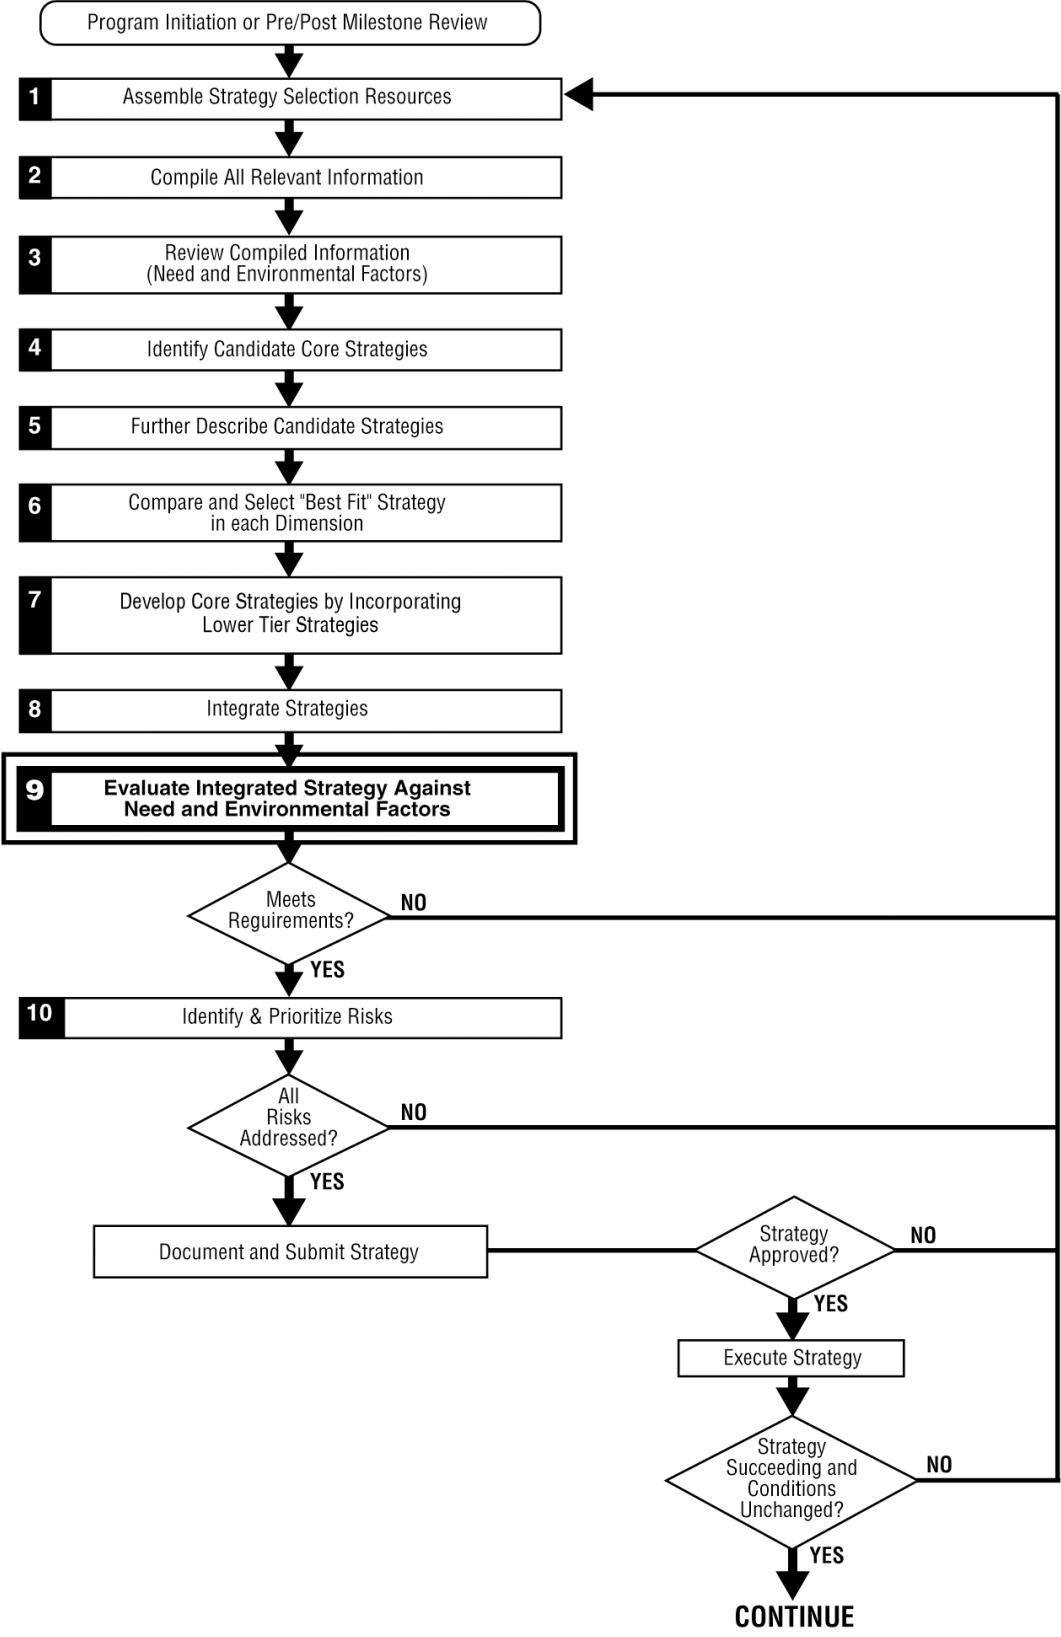 Program Initiation or Pre/Post Milestone Review
1
Assemble Strategy Selection Resources
2
Compile All Relevant Information
3
Review Compiled Information
(Need and Environmental Factors)
4
Identify Candidate Core Strategies
5
Further Describe Candidate Strategies
6
Compare and Select "Best Fit" Strategy
in each Dimension
7
Develop Core Strategies by Incorporating
Lower Tier Strategies
8
Integrate Strategies
9
Evaluate Integrated Strategy Against
Need and Environmental Factors
Meets
Reguirements?
NO
YES
10
Identify & Prioritize Risks
All
Risks
Addressed?
NO
YES
Document and Submit Strategy
Strategy
Approved?
NO
YES
Execute Strategy
Strategy
Succeeding and
Conditions
Unchanged?
NO
YES
CONTINUE